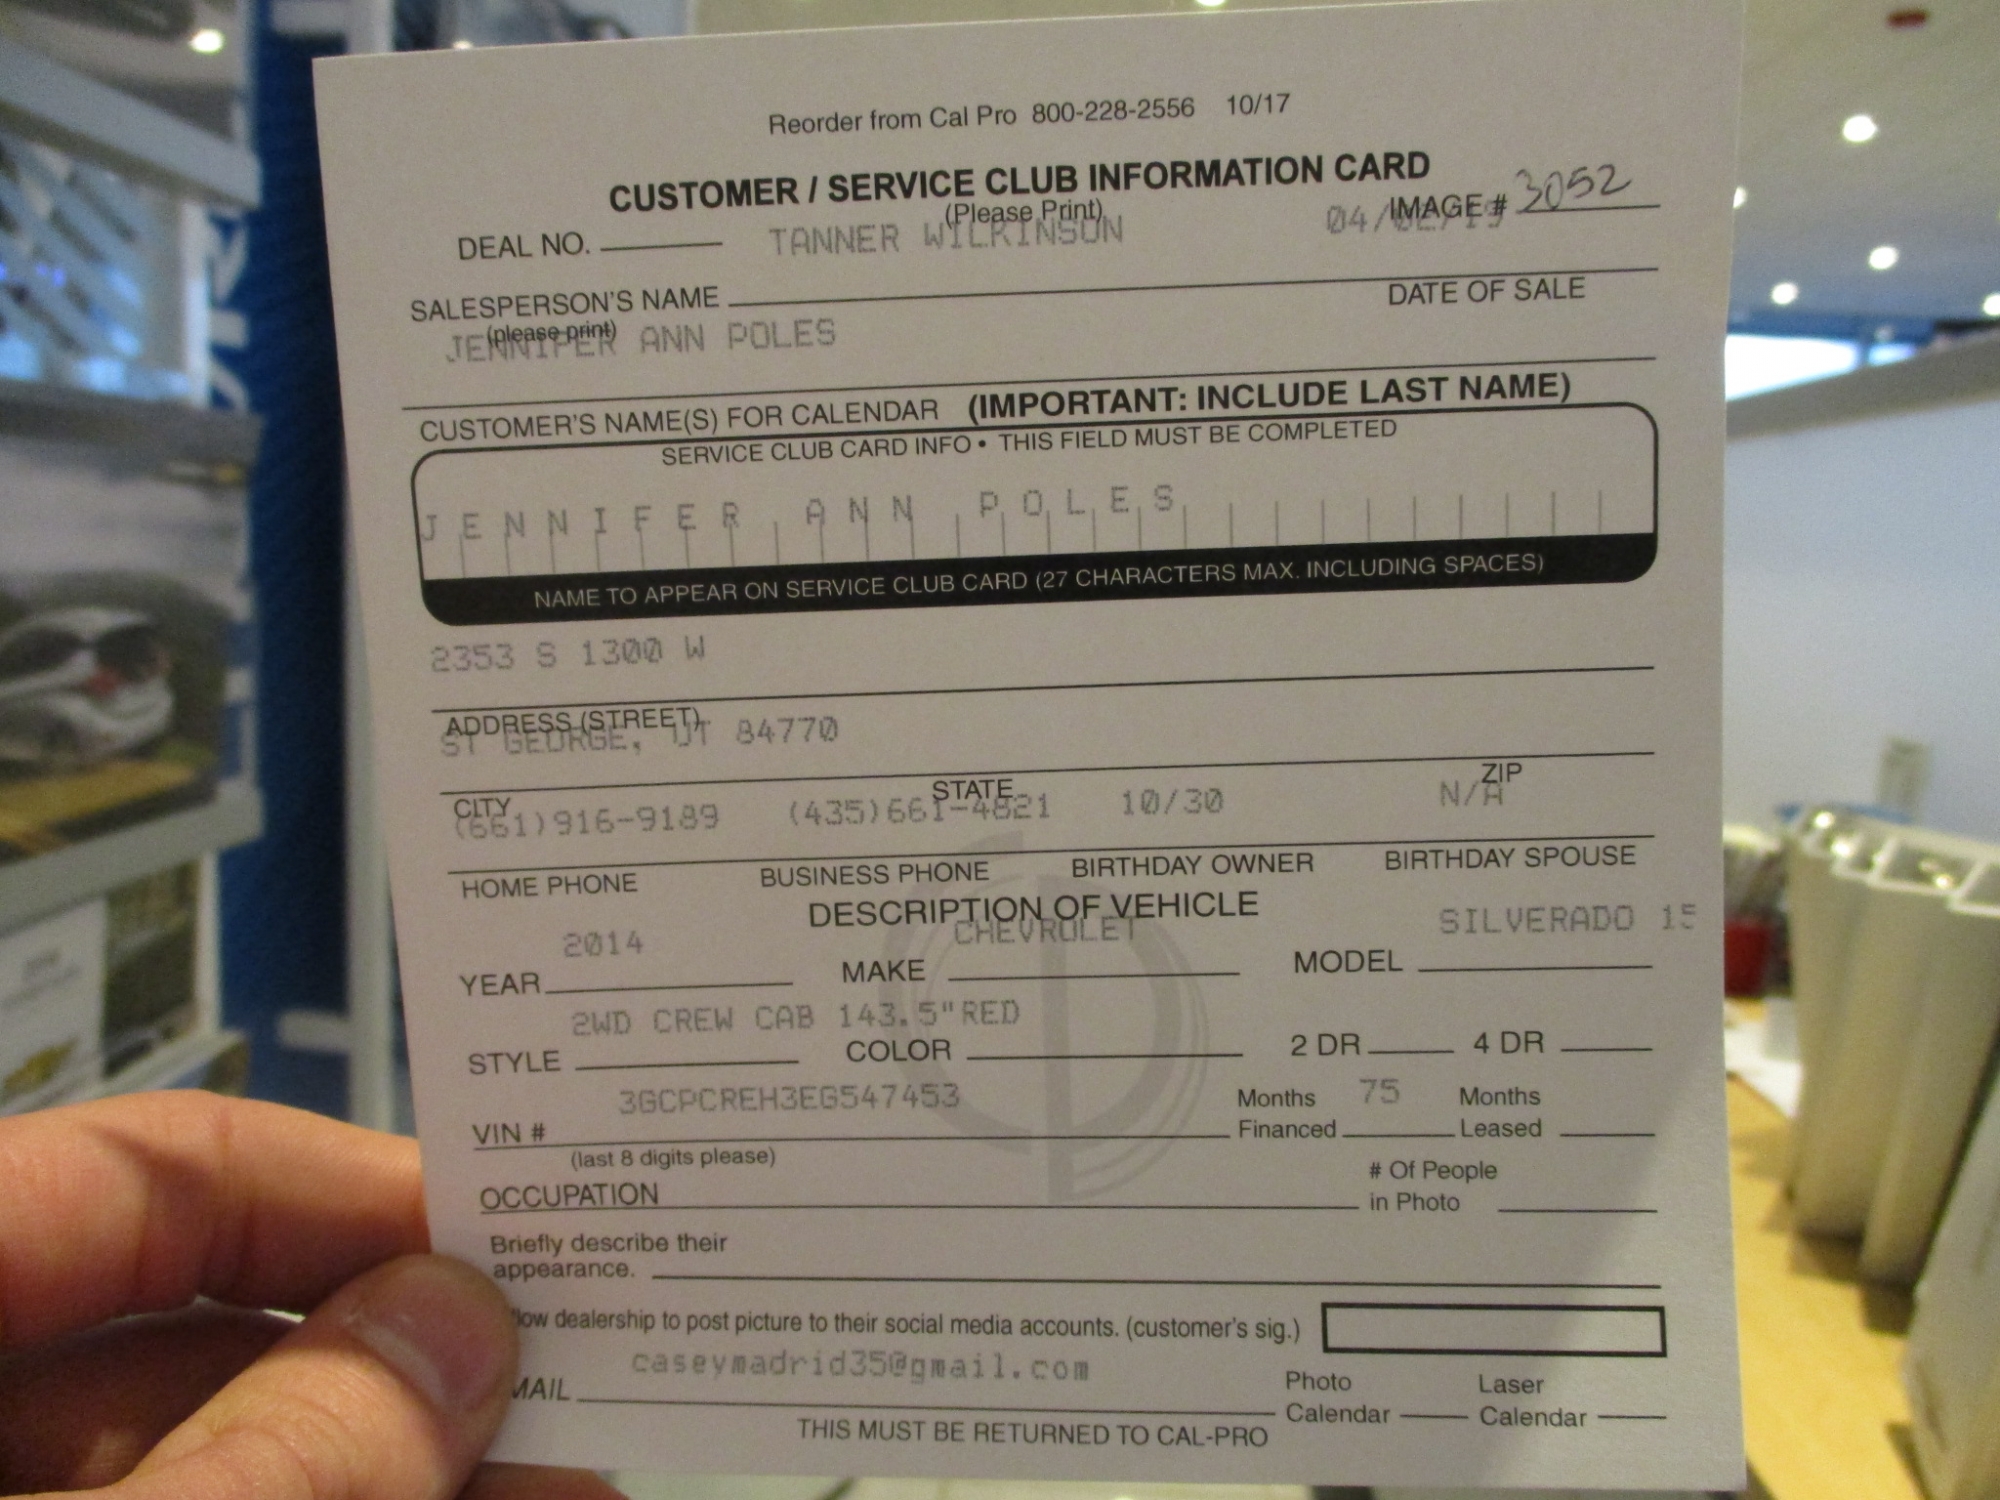 Reorder from Cal Pro 800-228-2556 10/17
CUSTOMER / SERVICE CLUB INFORMATION CARD
(Please Print)
IMAGE # 3052
DEAL NO. TANNER WILKINSON
SALESPERSON'S NAME DATE OF SALE
(please print)
JENNIFER ANN POLES
CUSTOMER'S NAME(S) FOR CALENDAR (IMPORTANT: INCLUDE LAST NAME)
SERVICE CLUB CARD INFO • THIS FIELD MUST BE COMPLETED
JENNIFER ANN POLES
NAME TO APPEAR ON SERVICE CLUB CARD (27 CHARACTERS MAX. INCLUDING SPACES)
2353 S 1300 W
ADDRESS (STREET)
ST GEORGE, UT 84770
CITY STATE ZIP
(661)916-9189 (435)661-4821 10/30 N/A
HOME PHONE BUSINESS PHONE BIRTHDAY OWNER BIRTHDAY SPOUSE
DESCRIPTION OF VEHICLE
2014 CHEVROLET SILVERADO 15
YEAR MAKE MODEL
2WD CREW CAB 143.5"RED
STYLE COLOR 2 DR 4 DR
3GCPCREH3EG547453 Months 75 Months
VIN # Financed Leased
(last 8 digits please)
# Of People
OCCUPATION in Photo
Briefly describe their
appearance.
low dealership to post picture to their social media accounts. (customer's sig.)
caseymadrid35@gmail.com
MAIL Photo Laser
Calendar Calendar
THIS MUST BE RETURNED TO CAL-PRO